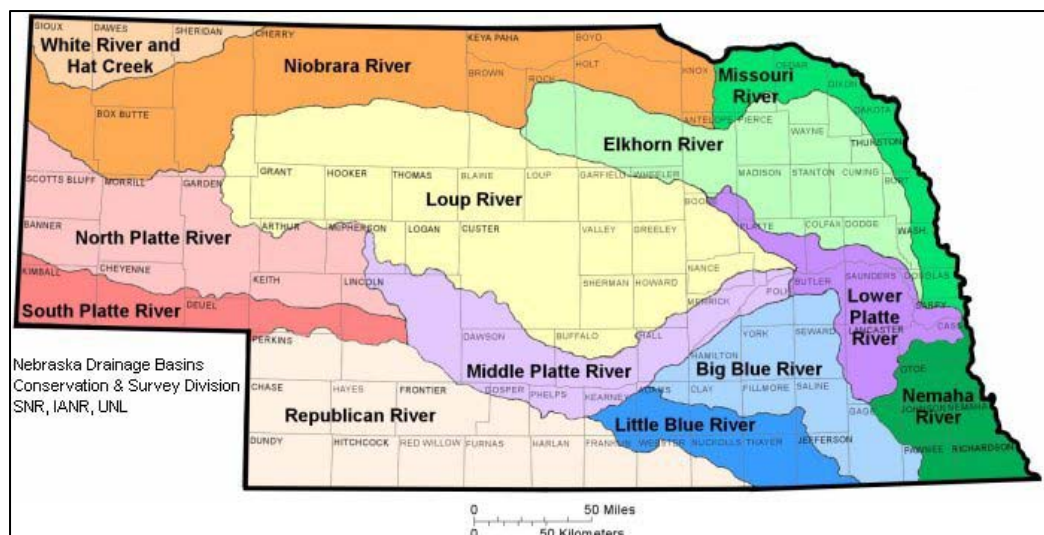 SIOUX
DAWES
SHERIDAN
CHERRY
KEYA PAHA
BOYD
White River and
Hat Creek
Niobrara River
BROWN
ROCK
HOLT
KNOX
CEDAR
Missouri
River
DIXON
DAKOTA
BOX BUTTE
ANTELOPE
PIERCE
WAYNE
THURSTON
Elkhorn River
SCOTTS BLUFF
MORRILL
GARDEN
GRANT
HOOKER
THOMAS
BLAINE
LOUP
GARFIELD
WHEELER
MADISON
STANTON
CUMING
BURT
Loup River
BOO
BANNER
North Platte River
ARTHUR
MCPHERSON
LOGAN
CUSTER
VALLEY
GREELEY
PLATTE
COLFAX
DODGE
WASH.
KIMBALL
CHEYENNE
KEITH
LINCOLN
SHERMAN
HOWARD
NANCE
MERRICK
POLK
BUTLER
SAUNDERS
DOUGLAS
SARPY
South Platte River
DEUEL
Lower
Platte
River
LANCASTER
CASS
PERKINS
DAWSON
BUFFALO
HALL
YORK
SEWARD
Nebraska Drainage Basins
Conservation & Survey Division
SNR, IANR, UNL
Middle Platte River
HAMILTON
Big Blue River
OTOE
CHASE
HAYES
FRONTIER
GOSPER
PHELPS
KEARNEY
ADAMS
CLAY
FILLMORE
SALINE
GAGE
Nemaha
River
JOHNSON
NEMAHA
Republican River
Little Blue River
DUNDY
HITCHCOCK
RED WILLOW
FURNAS
HARLAN
FRANKLIN
WEBSTER
NUCKOLLS
THAYER
JEFFERSON
PAWNEE
RICHARDSON
0 50 Miles
0 50 Kilometers